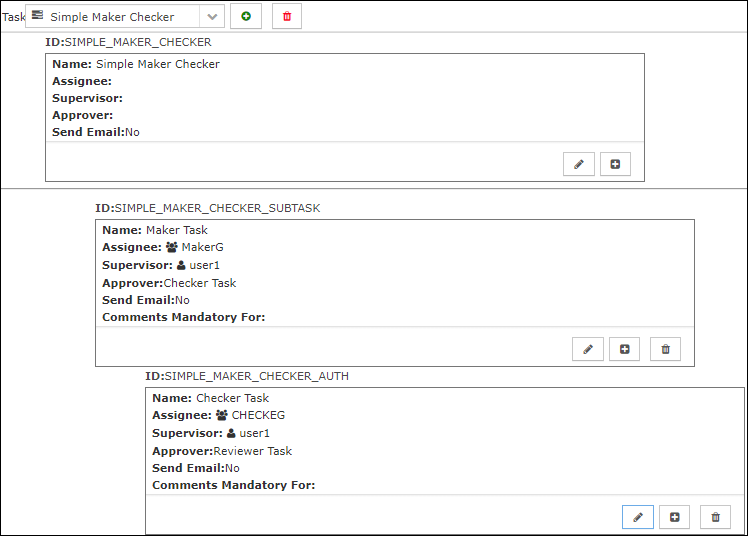 Task Simple Maker Checker
ID:SIMPLE_MAKER_CHECKER
Name: Simple Maker Checker
Assignee:
Supervisor:
Approver:
Send Email:No
ID:SIMPLE_MAKER_CHECKER_SUBTASK
Name: Maker Task
Assignee: MakerG
Supervisor: user1
Approver:Checker Task
Send Email:No
Comments Mandatory For:
ID:SIMPLE_MAKER_CHECKER_AUTH
Name: Checker Task
Assignee: CHECKEG
Supervisor: user1
Approver:Reviewer Task
Send Email:No
Comments Mandatory For: